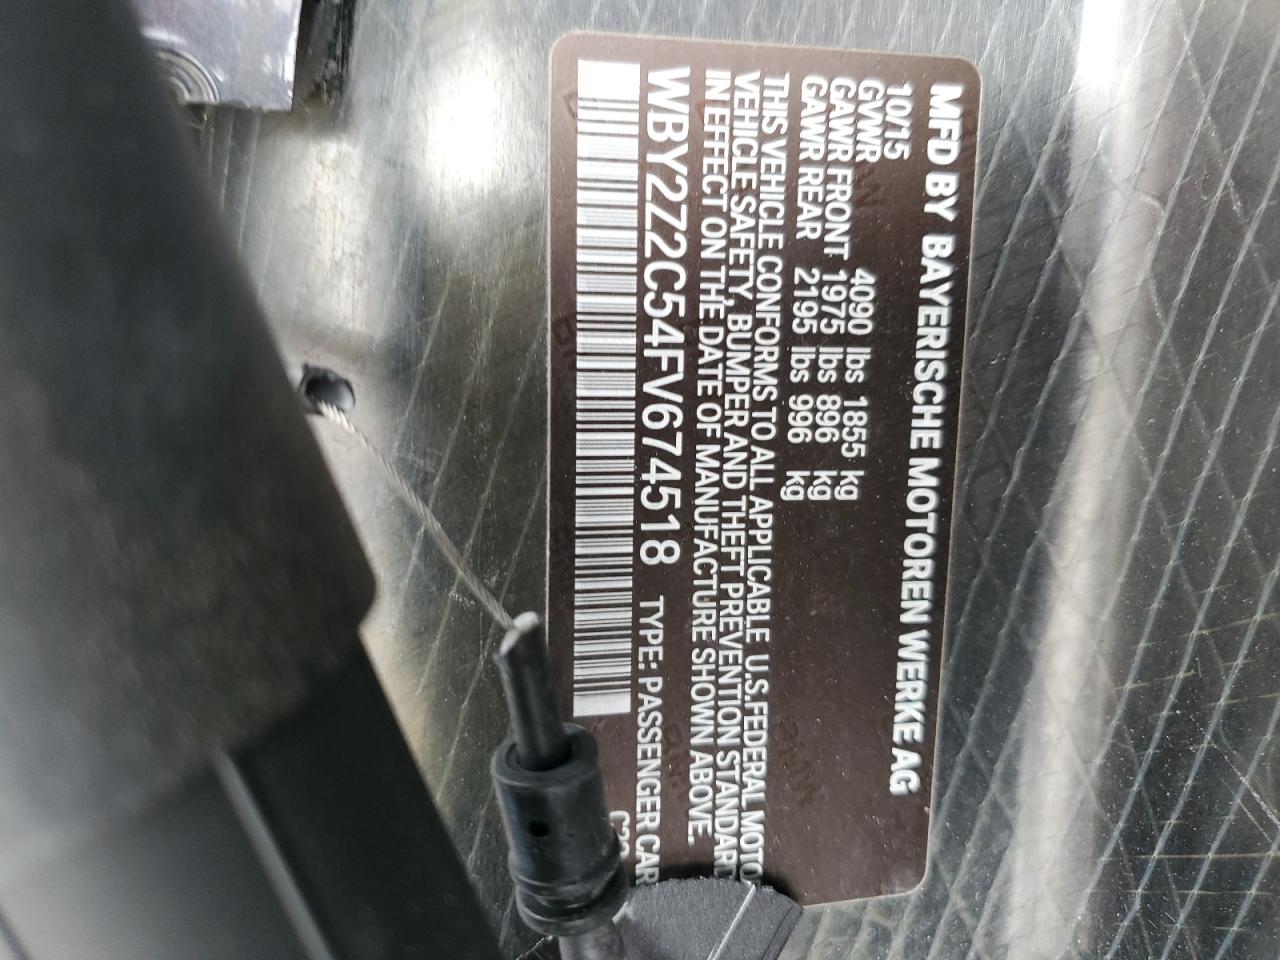 MFD BY BAYERISCHE MOTOREN WERKE AG
10/15
GVWR 4090 lbs 1855 kg
GAWR FRONT 1975 lbs 896 kg
GAWR REAR 2195 lbs 996 kg
THIS VEHICLE CONFORMS TO ALL APPLICABLE U.S.FEDERAL MOTO
VEHICLE SAFETY, BUMPER AND THEFT PREVENTION STANDARD
IN EFFECT ON THE DATE OF MANUFACTURE SHOWN ABOVE.
WBY2Z2C54FV674518 TYPE: PASSENGER CAR